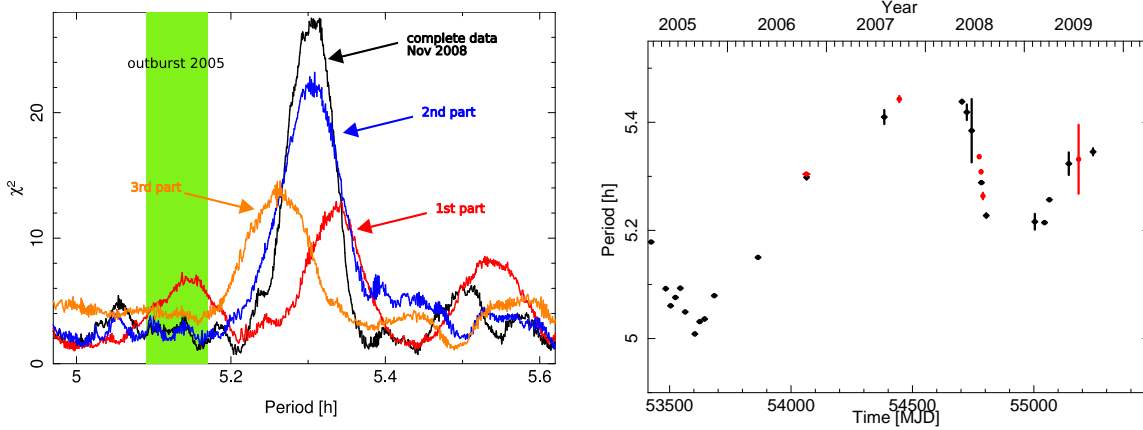 outburst 2005
complete data
Nov 2008
2nd part
3rd part
1st part
20
10
0
χ²
5 5.2 5.4 5.6
Period [h]
Year
2005 2006 2007 2008 2009
5.4
5.2
5
Period [h]
53500 54000 54500 55000
Time [MJD]